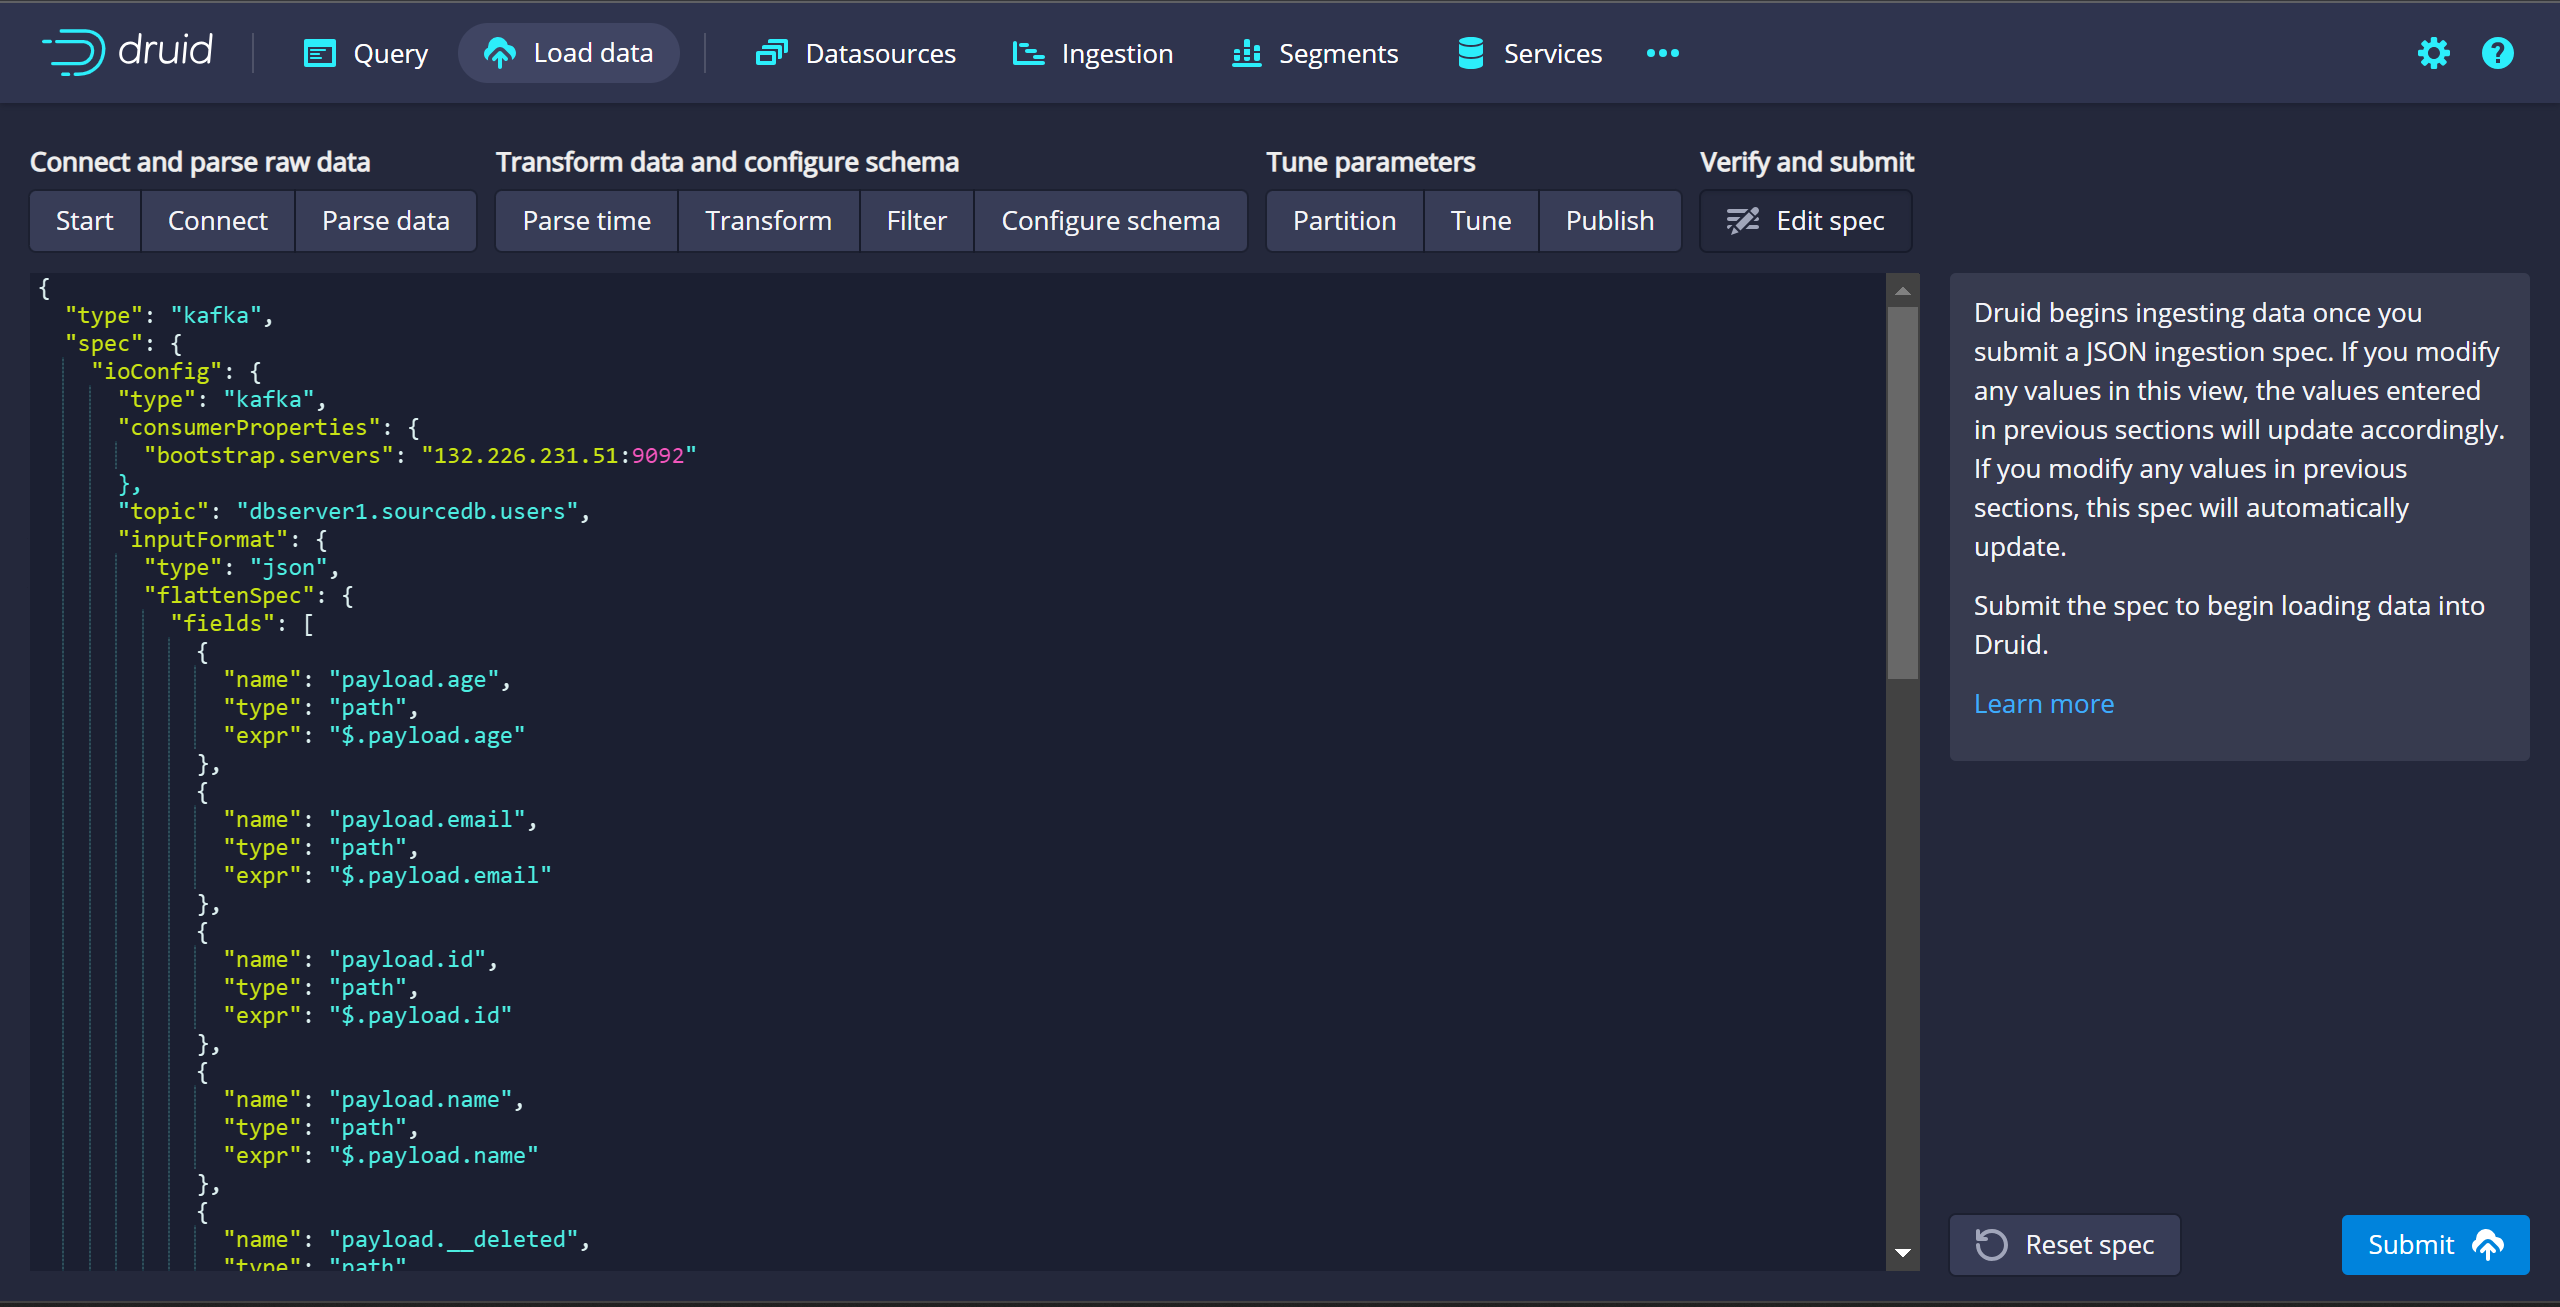 druid
Query
Load data
Datasources
Ingestion
Segments
Services
Connect and parse raw data
Start
Connect
Parse data
Transform data and configure schema
Parse time
Transform
Filter
Configure schema
Tune parameters
Partition
Tune
Publish
Verify and submit
Edit spec
{
"type": "kafka",
"spec": {
"ioConfig": {
"type": "kafka",
"consumerProperties": {
"bootstrap.servers": "132.226.231.51:9092"
},
"topic": "dbserver1.sourcedb.users",
"inputFormat": {
"type": "json",
"flattenSpec": {
"fields": [
{
"name": "payload.age",
"type": "path",
"expr": "$.payload.age"
},
{
"name": "payload.email",
"type": "path",
"expr": "$.payload.email"
},
{
"name": "payload.id",
"type": "path",
"expr": "$.payload.id"
},
{
"name": "payload.name",
"type": "path",
"expr": "$.payload.name"
},
{
"name": "payload.__deleted",
"type": "path"
Druid begins ingesting data once you
submit a JSON ingestion spec. If you modify
any values in this view, the values entered
in previous sections will update accordingly.
If you modify any values in previous
sections, this spec will automatically
update.
Submit the spec to begin loading data into
Druid.
Learn more
Reset spec
Submit